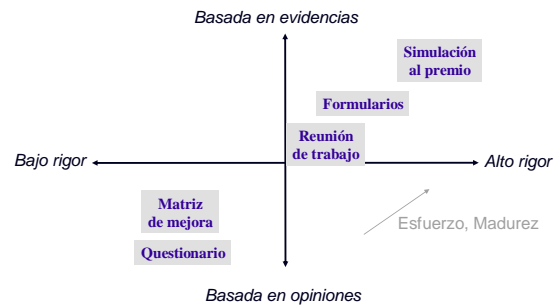 Basada en evidencias
Simulación
al premio
Formularios
Reunión
de trabajo
Bajo rigor
Alto rigor
Matriz
de mejora
Esfuerzo, Madurez
Questionario
Basada en opiniones